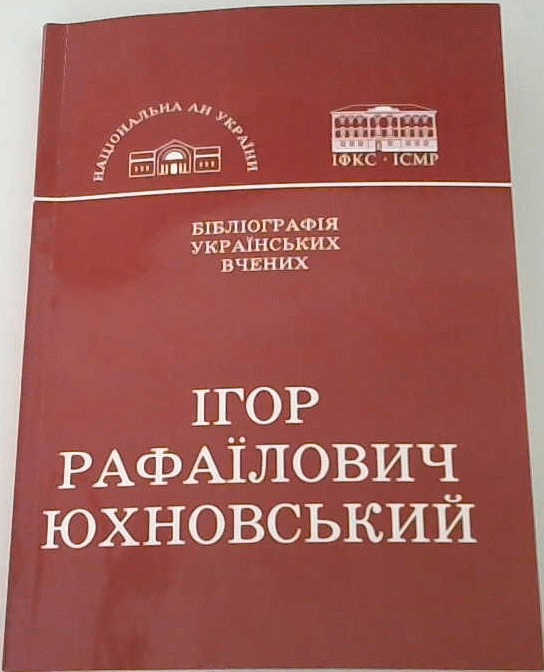 НАЦІОНАЛЬНА АН УКРАЇНИ
ІФКС · ІСМР
БІБЛІОГРАФІЯ
УКРАЇНСЬКИХ
ВЧЕНИХ
ІГОР
РАФАЇЛОВИЧ
ЮХНОВСЬКИЙ